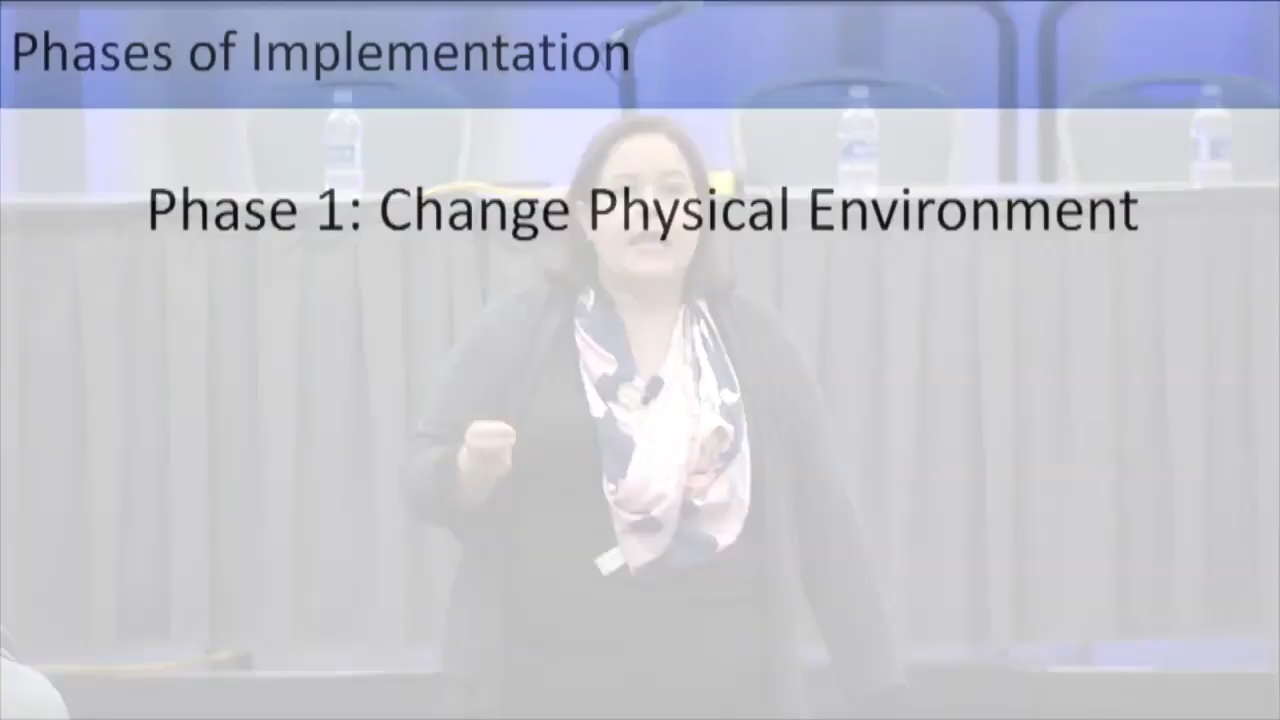 Phases of Implementation
Phase 1: Change Physical Environment